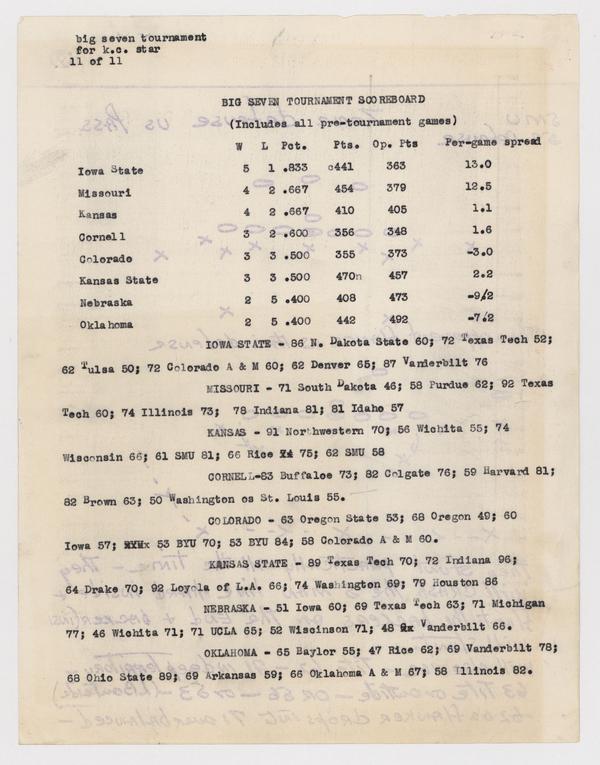 big seven tournament
for k.c. star
11 of 11
BIG SEVEN TOURNAMENT SCOREBOARD
(Includes all pre-tournament games)
W L Pct. Pts. Op. Pts Per-game spread
Iowa State 5 1 .833 c441 363 13.0
Missouri 4 2 .667 454 379 12.5
Kansas 4 2 .667 410 405 1.1
Cornell 3 2 .600 356 348 1.6
Colorado 3 3 .500 355 373 -3.0
Kansas State 3 3 .500 470n 457 2.2
Nebraska 2 5 .400 408 473 -9/2
Oklahoma 2 5 .400 442 492 -7.2
IOWA STATE - 86 N. Dakota State 60; 72 Texas Tech 52;
62 Tulsa 50; 72 Colorado A & M 60; 62 Denver 65; 87 Vanderbilt 76
MISSOURI - 71 South Dakota 46; 58 Purdue 62; 92 Texas
Tech 60; 74 Illinois 73; 78 Indiana 81; 81 Idaho 57
KANSAS - 91 Northwestern 70; 56 Wichita 55; 74
Wisconsin 66; 61 SMU 81; 66 Rice 75; 62 SMU 58
CORNELL-83 Buffaloe 73; 82 Colgate 76; 59 Harvard 81;
82 Brown 63; 50 Washington os St. Louis 55.
COLORADO - 63 Oregon State 53; 68 Oregon 49; 60
Iowa 57; 53 BYU 70; 53 BYU 84; 58 Colorado A & M 60.
KANSAS STATE - 89 Texas Tech 70; 72 Indiana 96;
64 Drake 70; 92 Loyola of L.A. 66; 74 Washington 69; 79 Houston 86
NEBRASKA - 51 Iowa 60; 69 Texas Tech 63; 71 Michigan
77; 46 Wichita 71; 71 UCLA 65; 52 Wiscinson 71; 48 Vanderbilt 66.
OKLAHOMA - 65 Baylor 55; 47 Rice 62; 69 Vanderbilt 78;
68 Ohio State 89; 69 Arkansas 59; 66 Oklahoma A & M 67; 58 Illinois 82.